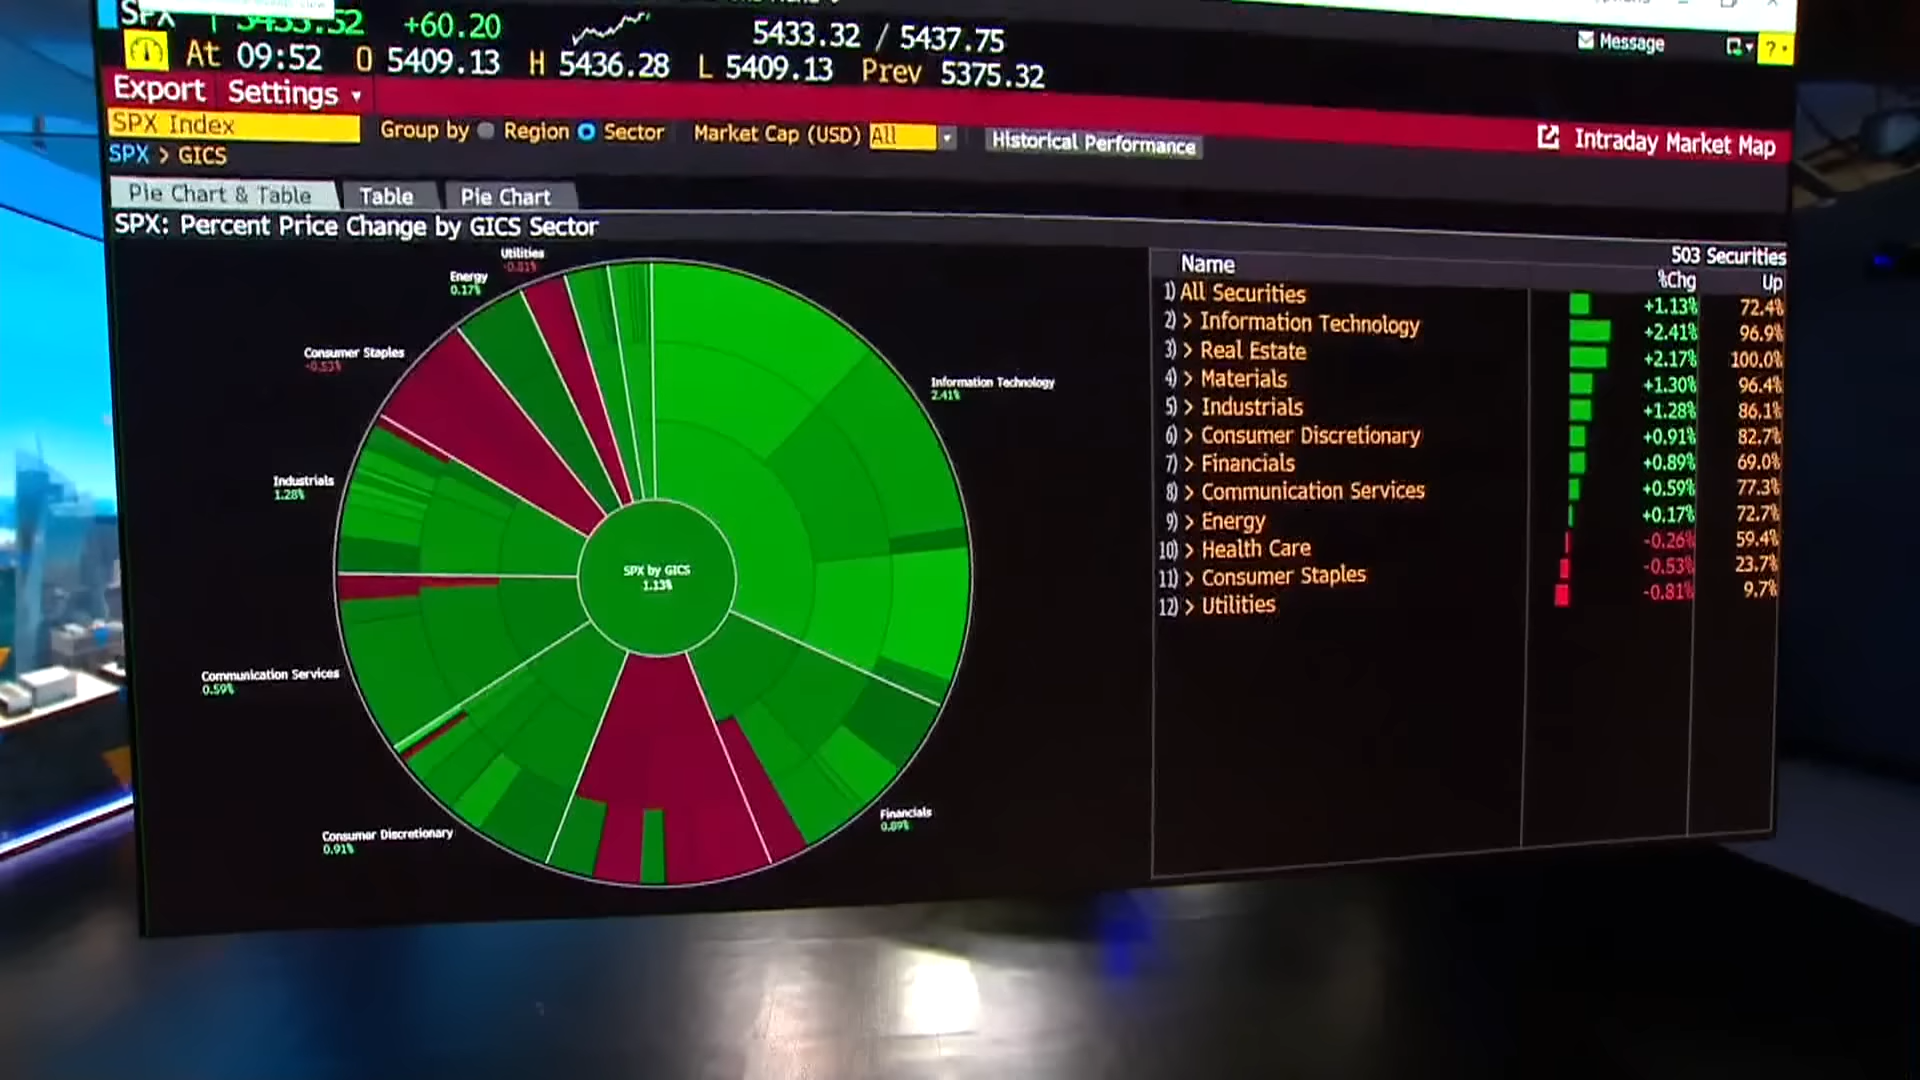 SPX ↑ 5435.52 +60.20 5433.32 / 5437.75
At 09:52 O 5409.13 H 5436.28 L 5409.13 Prev 5375.32
Message
?
Export Settings
SPX Index
Group by Region Sector Market Cap (USD) All Historical Performance
Intraday Market Map
SPX > GICS
Pie Chart & Table Table Pie Chart
SPX: Percent Price Change by GICS Sector
Utilities
-0.81%
Energy
0.17%
Consumer Staples
-0.53%
Information Technology
2.41%
Industrials
1.28%
SPX by GICS
1.13%
Communication Services
0.59%
Consumer Discretionary
0.91%
Financials
0.89%
503 Securities
Name %Chg Up
1) All Securities +1.13% 72.4%
2) > Information Technology +2.41% 96.9%
3) > Real Estate +2.17% 100.0%
4) > Materials +1.30% 96.4%
5) > Industrials +1.28% 86.1%
6) > Consumer Discretionary +0.91% 82.7%
7) > Financials +0.89% 69.0%
8) > Communication Services +0.59% 77.3%
9) > Energy +0.17% 72.7%
10) > Health Care -0.26% 59.4%
11) > Consumer Staples -0.53% 23.7%
12) > Utilities -0.81% 9.7%